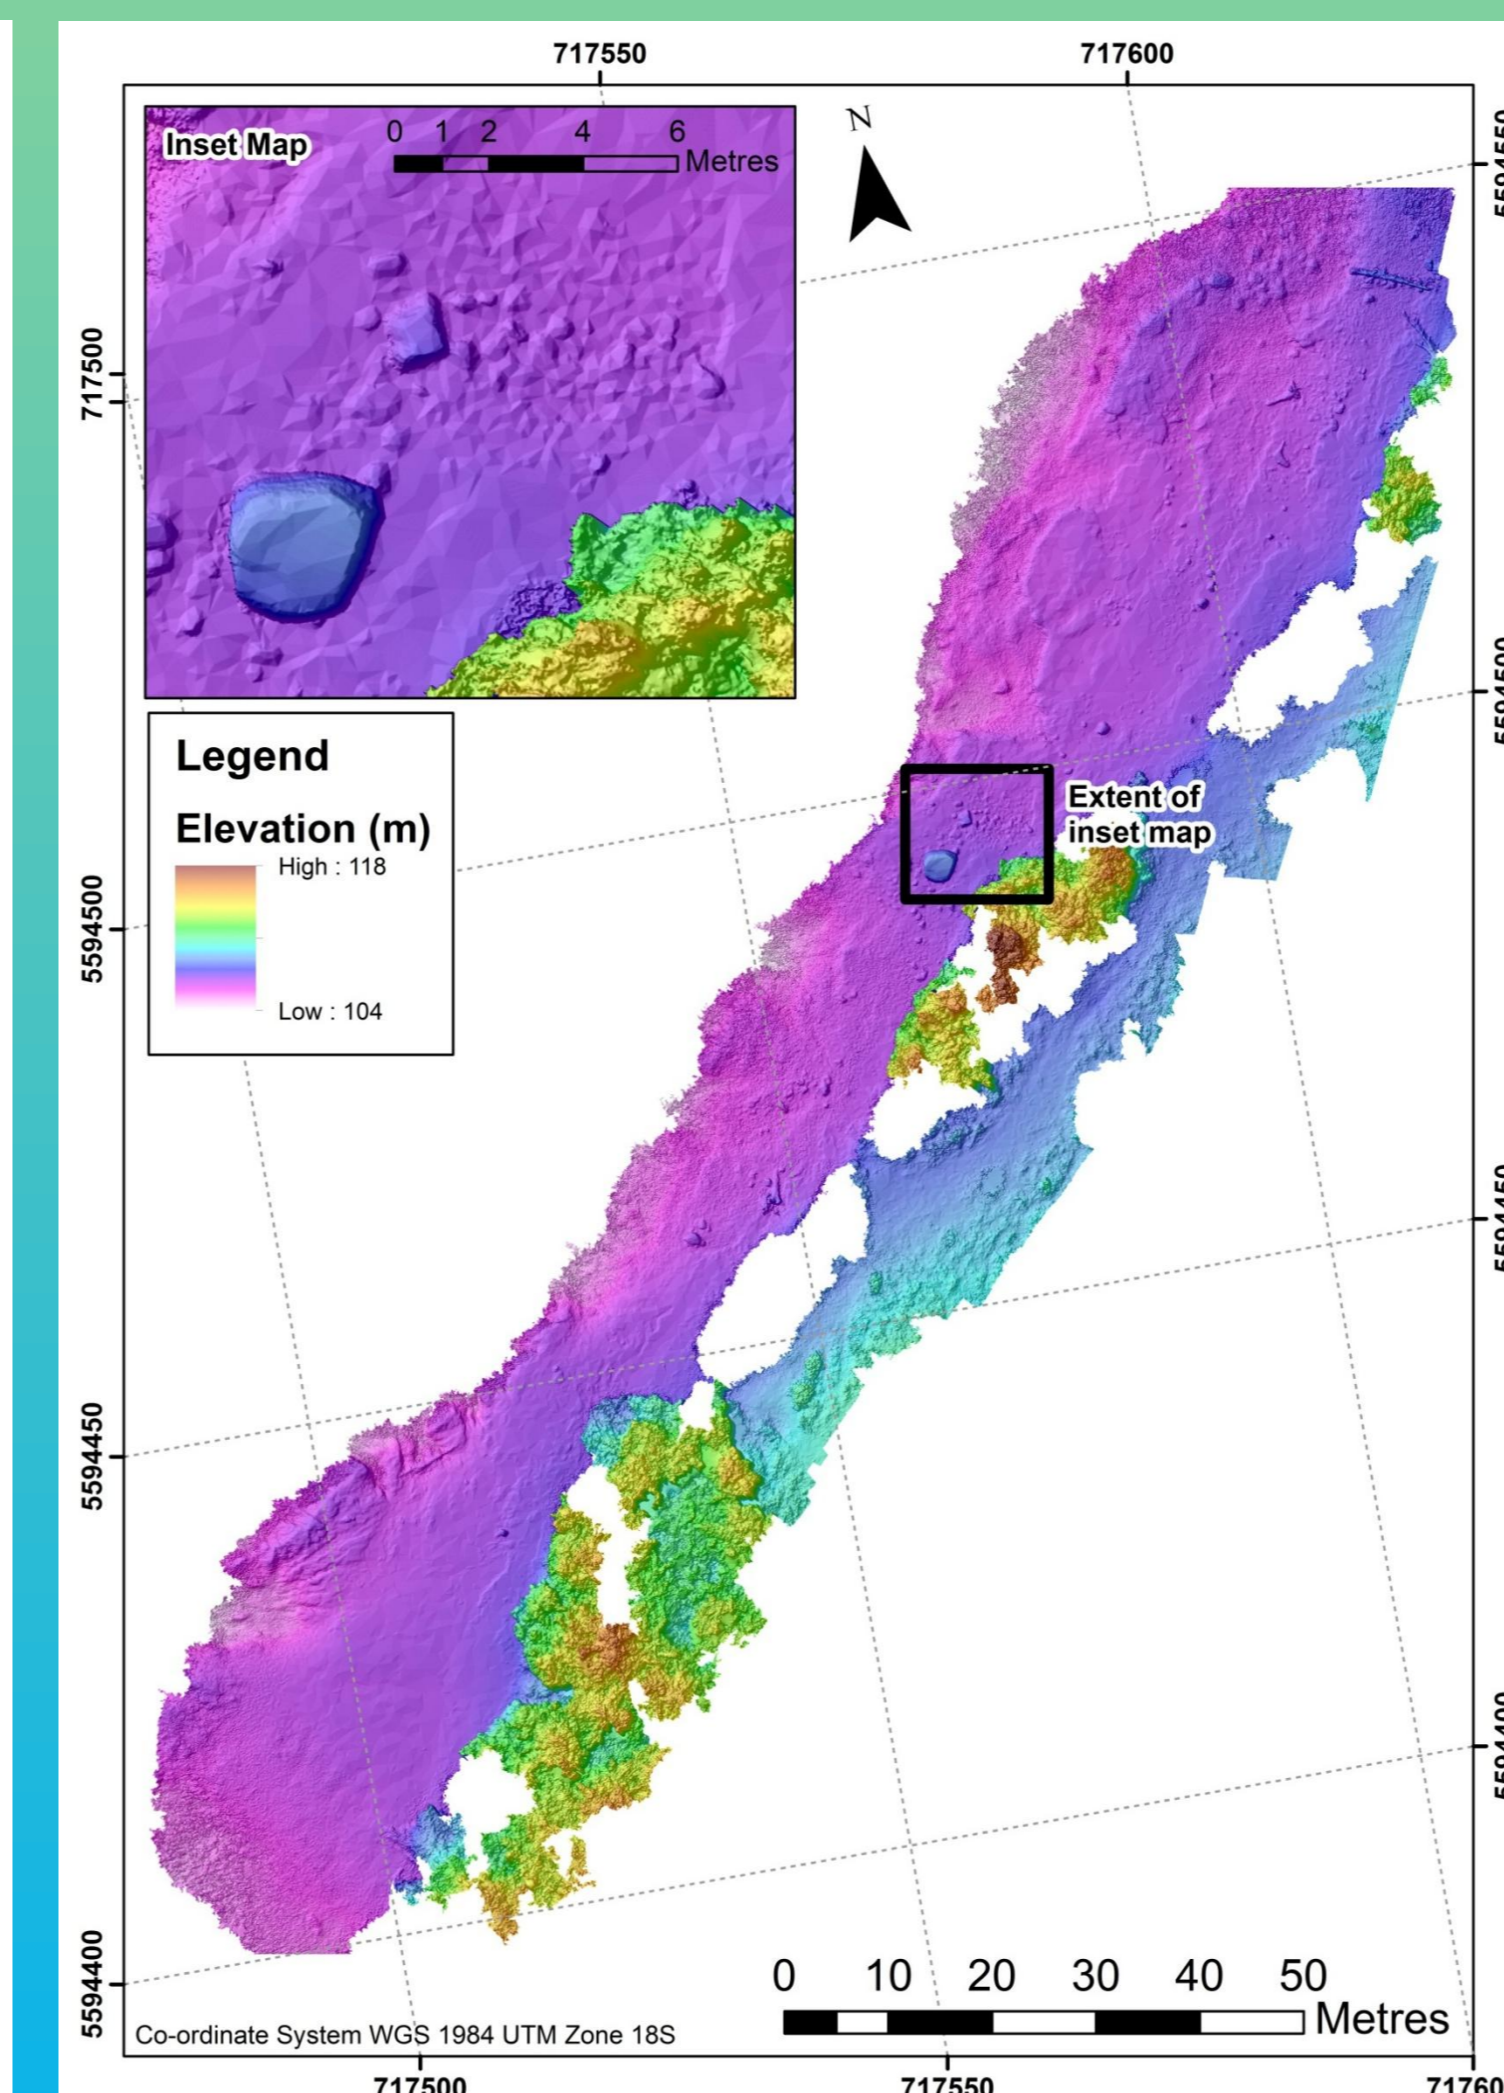 717550
717600
Inset Map
0 1 2 4 6
Metres
N
717500
Legend
Elevation (m)
High : 118
Low : 104
Extent of
inset map
5594500
5594450
5594400
5594450
5594400
0 10 20 30 40 50
Metres
Co-ordinate System WGS 1984 UTM Zone 18S
717500
717550